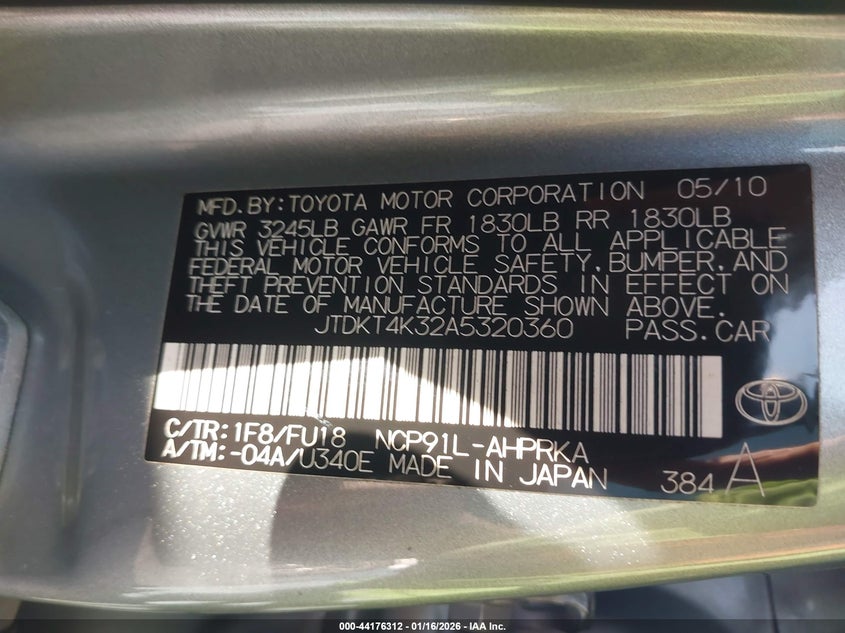 MFD.BY:TOYOTA MOTOR CORPORATION 05/10
GVWR 3245LB GAWR FR 1830LB RR 1830LB
THIS VEHICLE CONFORMS TO ALL APPLICABLE
FEDERAL MOTOR VEHICLE SAFETY,BUMPER,AND
THEFT PREVENTION STANDARDS IN EFFECT ON
THE DATE OF MANUFACTURE SHOWN ABOVE.
JTDKT4K32A5320360 PASS.CAR
C/TR:1F8/FU18 NCP91L-AHPRKA
A/TM:-04A/U340E MADE IN JAPAN 384 A
000-44176312 - 01/16/2026 - IAA Inc.